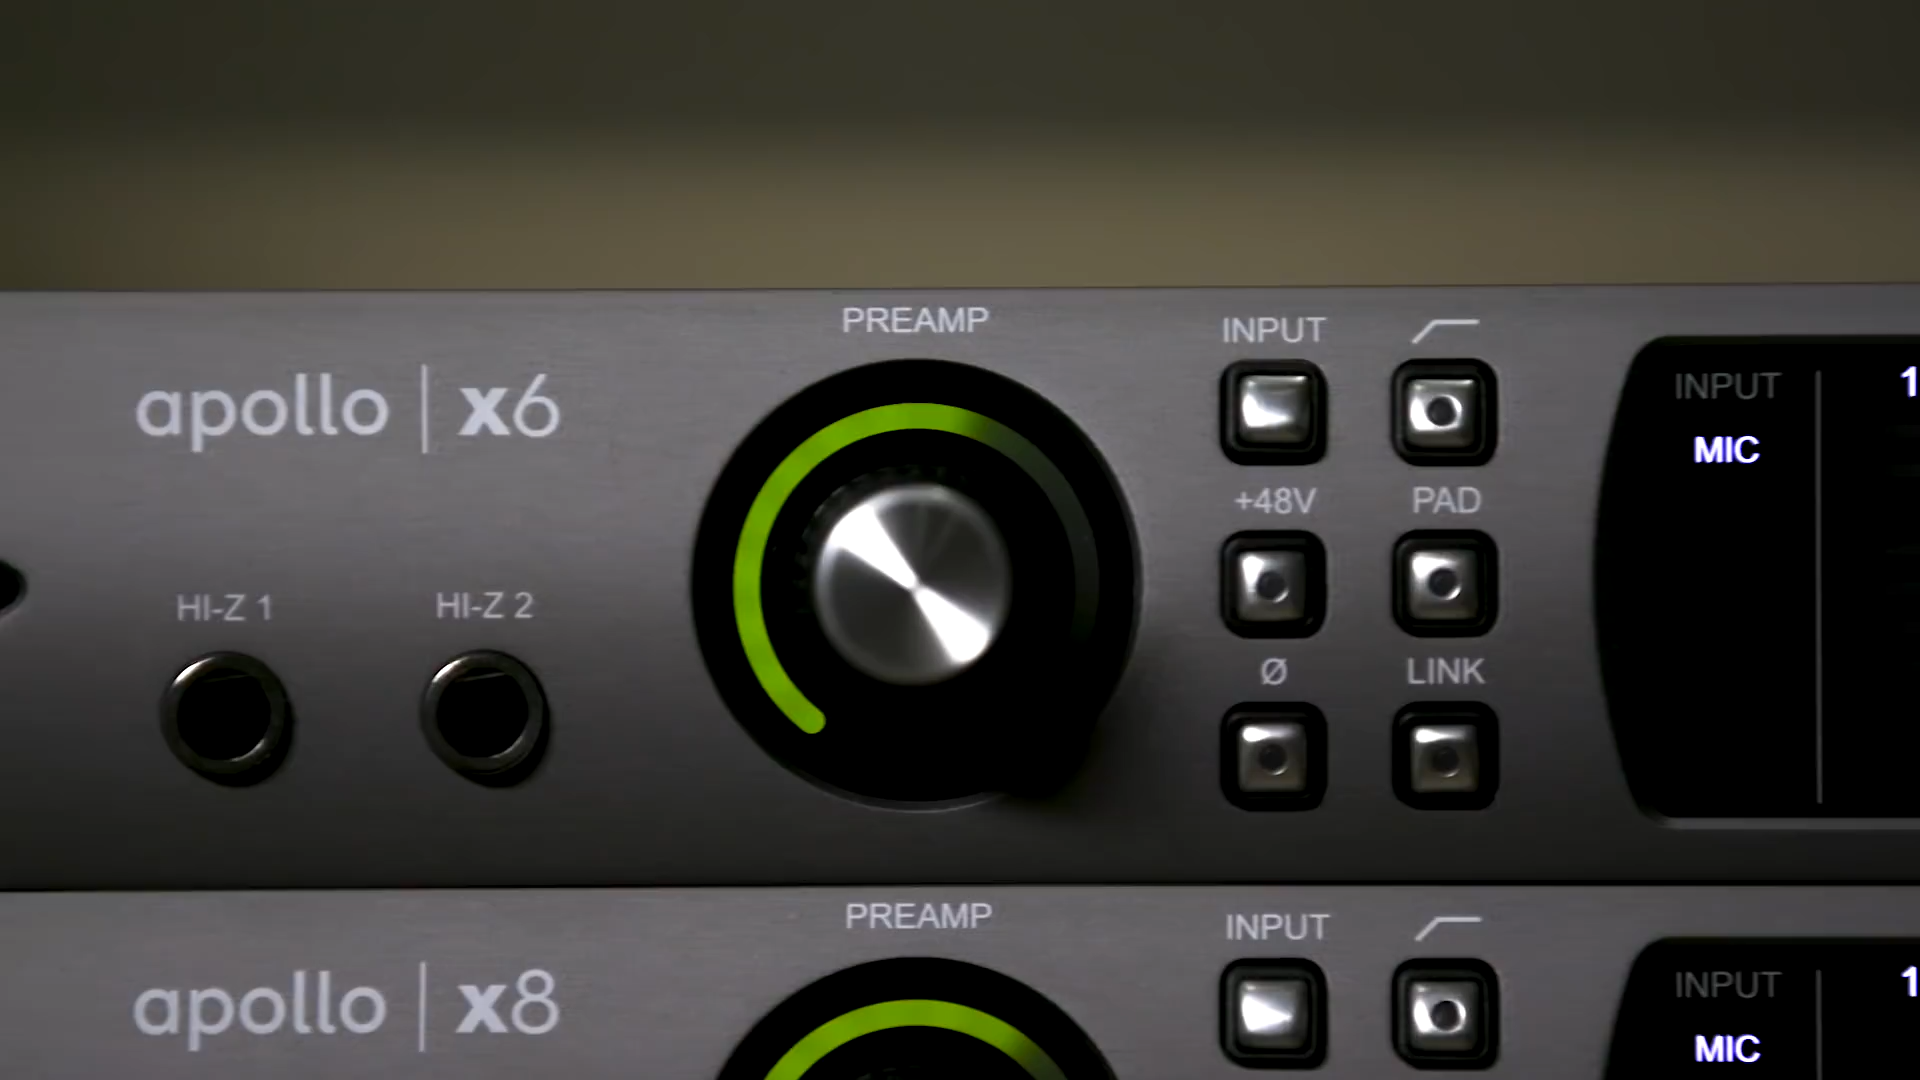 PREAMP
INPUT
apollo | x6
INPUT
1
MIC
+48V PAD
HI-Z 1 HI-Z 2
Ø LINK
PREAMP
INPUT
apollo | x8
INPUT
1
MIC